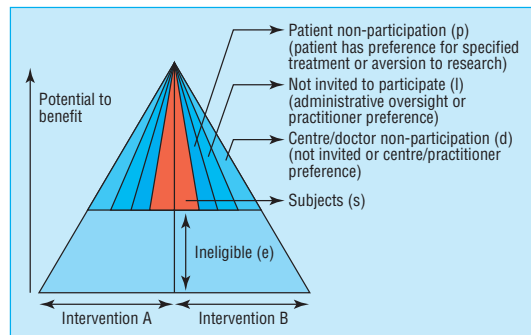 Patient non-participation (p)
(patient has preference for specified
treatment or aversion to research)
Potential to
benefit
Not invited to participate (l)
(administrative oversight or
practitioner preference)
Centre/doctor non-participation (d)
(not invited or centre/practitioner
preference)
Subjects (s)
Ineligible (e)
Intervention A
Intervention B